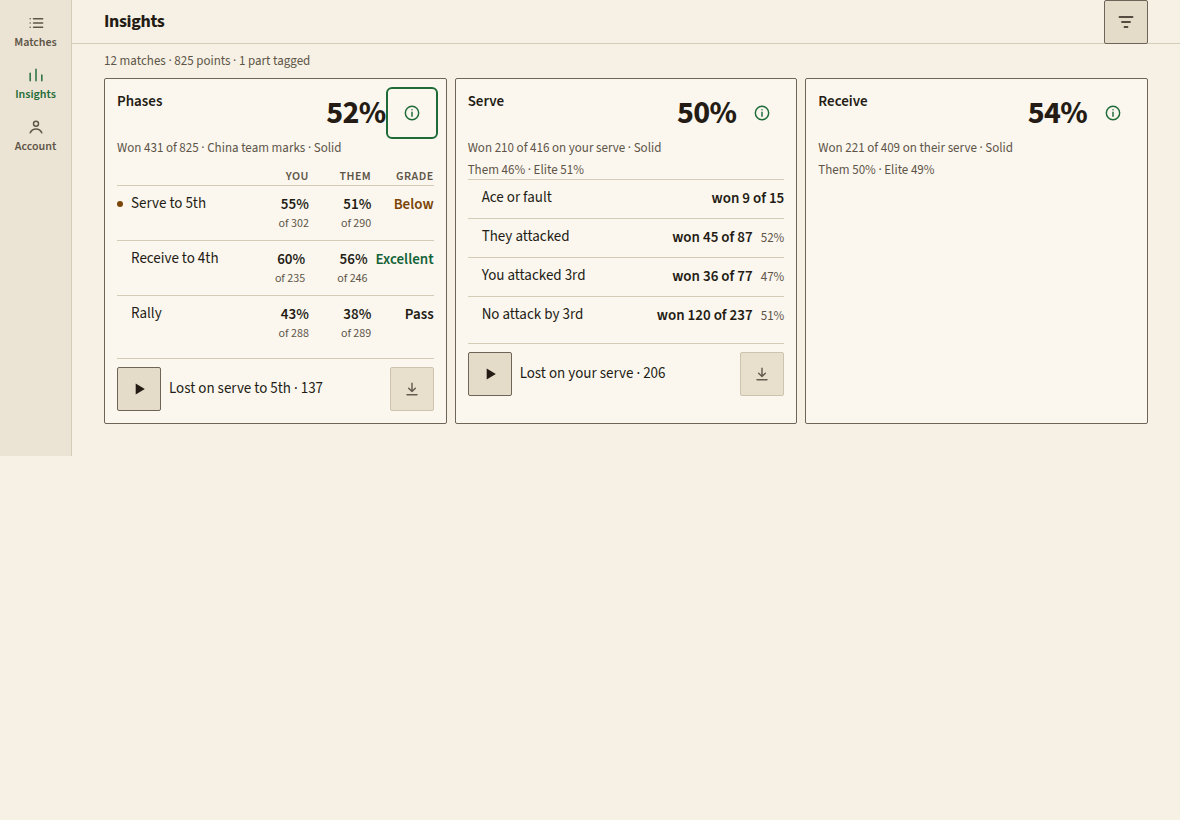 Matches
Insights
Account
Insights
12 matches · 825 points · 1 part tagged
Phases
52%
Won 431 of 825 · China team marks · Solid
YOU THEM GRADE
Serve to 5th 55% 51% Below
of 302 of 290
Receive to 4th 60% 56% Excellent
of 235 of 246
Rally 43% 38% Pass
of 288 of 289
Lost on serve to 5th · 137
Serve
50%
Won 210 of 416 on your serve · Solid
Them 46% · Elite 51%
Ace or fault won 9 of 15
They attacked won 45 of 87 52%
You attacked 3rd won 36 of 77 47%
No attack by 3rd won 120 of 237 51%
Lost on your serve · 206
Receive
54%
Won 221 of 409 on their serve · Solid
Them 50% · Elite 49%